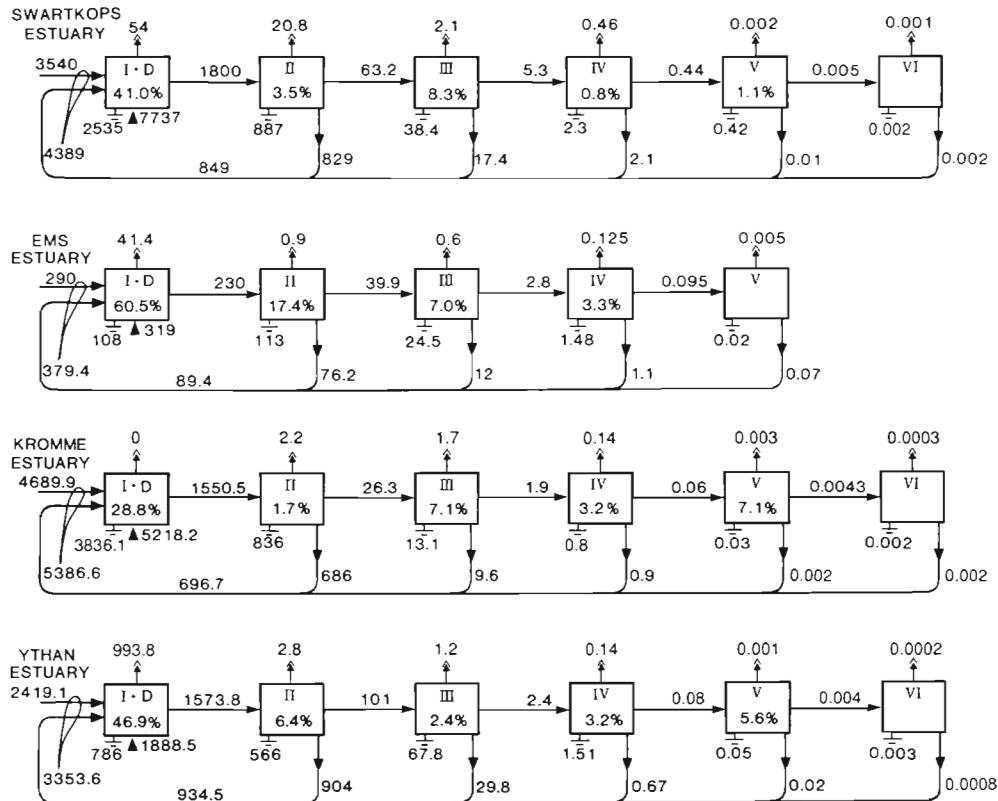 SWARTKOPS
ESTUARY
54 20.8 2.1 0.46 0.002 0.001
3540 I · D 1800 II 63.2 III 5.3 IV 0.44 V 0.005 VI
41.0% 3.5% 8.3% 0.8% 1.1%
2535 7737 887 38.4 2.3 0.42 0.002
4389 849 829 17.4 2.1 0.01 0.002
EMS
ESTUARY
41.4 0.9 0.6 0.125 0.005
290 I · D 230 II 39.9 III 2.8 IV 0.095 V
60.5% 17.4% 7.0% 3.3%
108 319 113 24.5 1.48 0.02
379.4 89.4 76.2 12 1.1 0.07
KROMME
ESTUARY
0 2.2 1.7 0.14 0.003 0.0003
4689.9 I · D 1550.5 II 26.3 III 1.9 IV 0.06 V 0.0043 VI
28.8% 1.7% 7.1% 3.2% 7.1%
3836.1 5218.2 836 13.1 0.8 0.03 0.002
5386.6 696.7 686 9.6 0.9 0.002 0.002
YTHAN
ESTUARY
993.8 2.8 1.2 0.14 0.001 0.0002
2419.1 I · D 1573.8 II 101 III 2.4 IV 0.08 V 0.004 VI
46.9% 6.4% 2.4% 3.2% 5.6%
786 1888.5 566 67.8 1.51 0.05 0.003
3353.6 934.5 904 29.8 0.67 0.02 0.0008